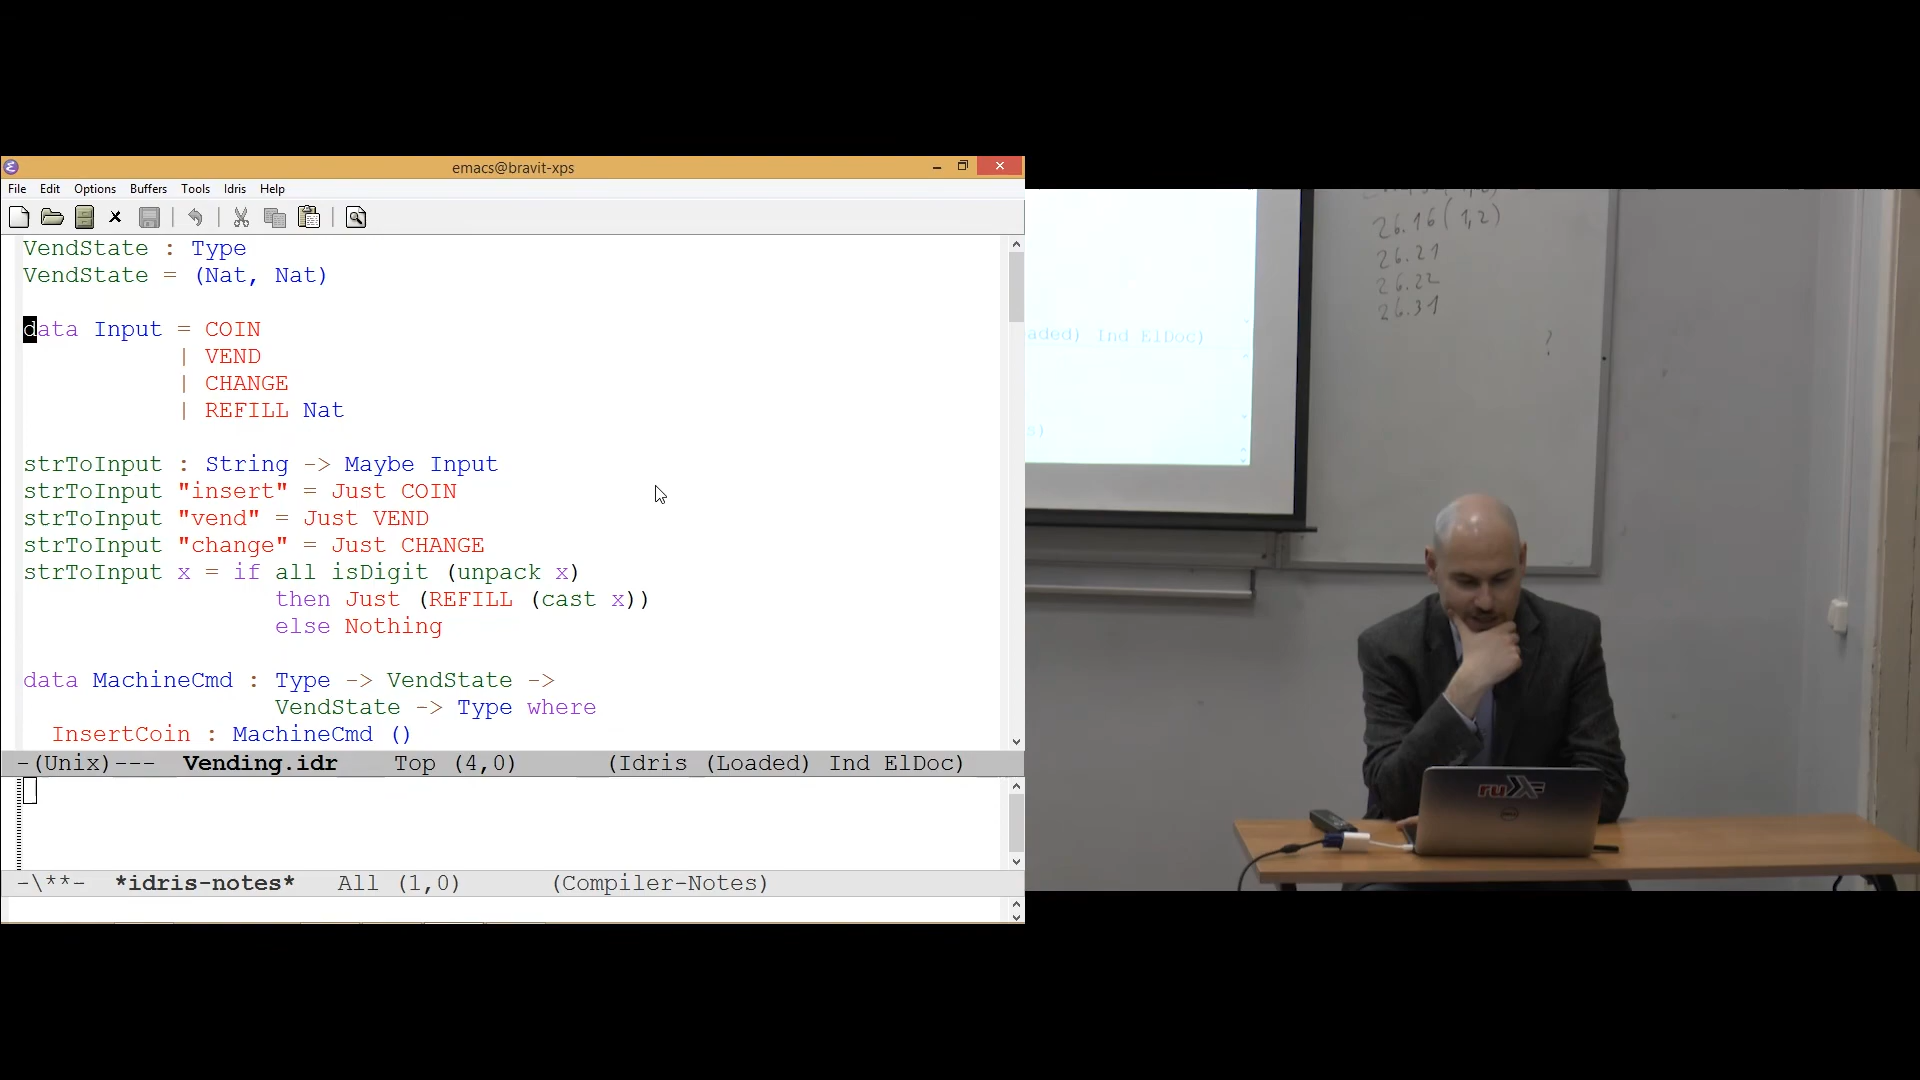 emacs@bravit-xps
File Edit Options Buffers Tools Idris Help
VendState : Type
VendState = (Nat, Nat)
data Input = COIN
| VEND
| CHANGE
| REFILL Nat
strToInput : String -> Maybe Input
strToInput "insert" = Just COIN
strToInput "vend" = Just VEND
strToInput "change" = Just CHANGE
strToInput x = if all isDigit (unpack x)
then Just (REFILL (cast x))
else Nothing
data MachineCmd : Type -> VendState ->
VendState -> Type where
InsertCoin : MachineCmd ()
-(Unix)--- Vending.idr Top (4,0) (Idris (Loaded) Ind ElDoc)
-\**- *idris-notes* All (1,0) (Compiler-Notes)
26.16(1,2)
26.21
26.22
26.31
?
aded) Ind ElDoc)
s)